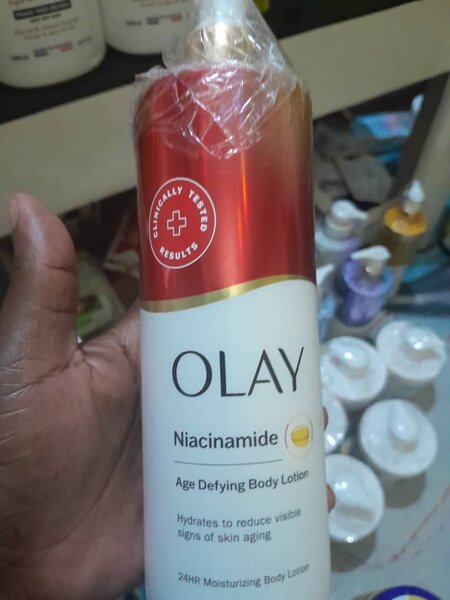 CLINICALLY TESTED
RESULTS
OLAY
Niacinamide
Age Defying Body Lotion
Hydrates to reduce visible
signs of skin aging
24HR Moisturizing Body Lotion